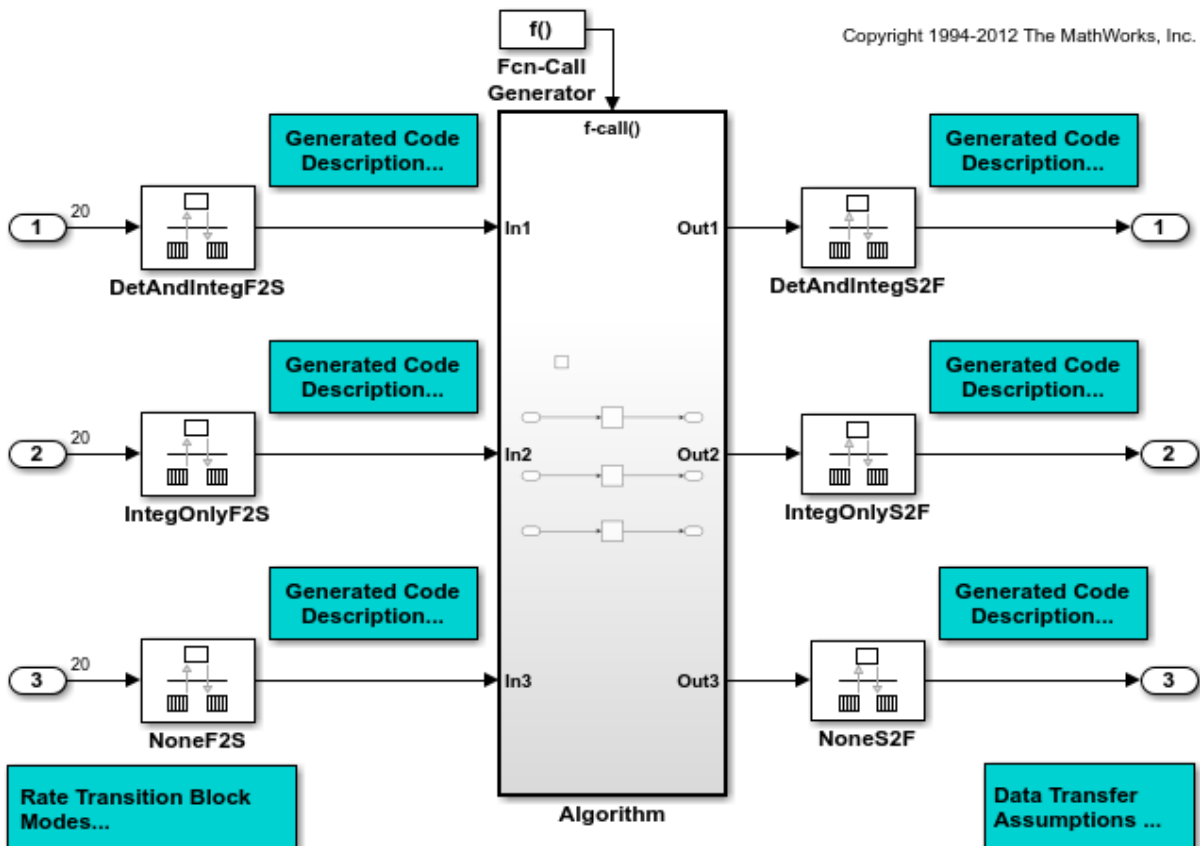 f()
Copyright 1994-2012 The MathWorks, Inc.
Fcn-Call
Generator
f-call()
Generated Code
Description...
Generated Code
Description...
1
20
DetAndIntegF2S
In1
Out1
DetAndIntegS2F
1
Generated Code
Description...
Generated Code
Description...
2
20
IntegOnlyF2S
In2
Out2
IntegOnlyS2F
2
Generated Code
Description...
Generated Code
Description...
3
20
NoneF2S
In3
Out3
NoneS2F
3
Rate Transition Block
Modes...
Algorithm
Data Transfer
Assumptions ...